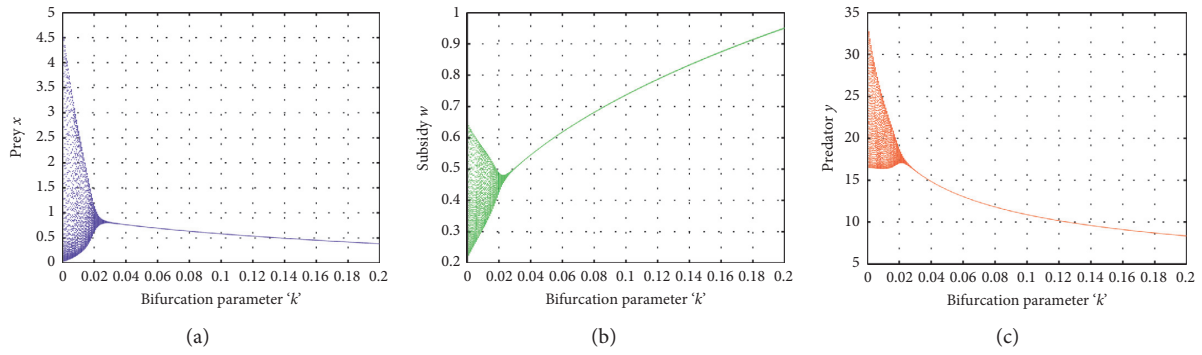 5
4.5
4
3.5
3
2.5
2
1.5
1
0.5
0
Prey x
0 0.02 0.04 0.06 0.08 0.1 0.12 0.14 0.16 0.18 0.2
Bifurcation parameter ‘k’
(a)
1
0.9
0.8
0.7
0.6
0.5
0.4
0.3
0.2
Subsidy w
0 0.02 0.04 0.06 0.08 0.1 0.12 0.14 0.16 0.18 0.2
Bifurcation parameter ‘k’
(b)
35
30
25
20
15
10
5
Predator y
0 0.02 0.04 0.06 0.08 0.1 0.12 0.14 0.16 0.18 0.2
Bifurcation parameter ‘k’
(c)